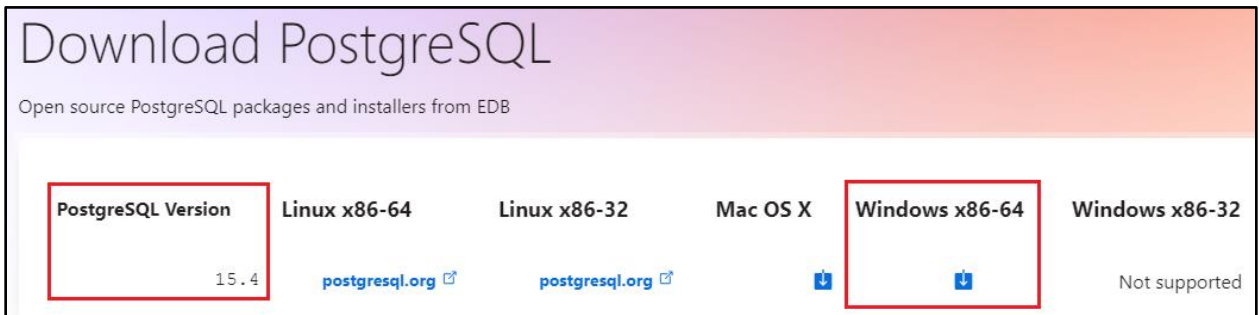 Download PostgreSQL
Open source PostgreSQL packages and installers from EDB
PostgreSQL Version Linux x86-64 Linux x86-32 Mac OS X Windows x86-64 Windows x86-32
15.4 postgresql.org postgresql.org Not supported